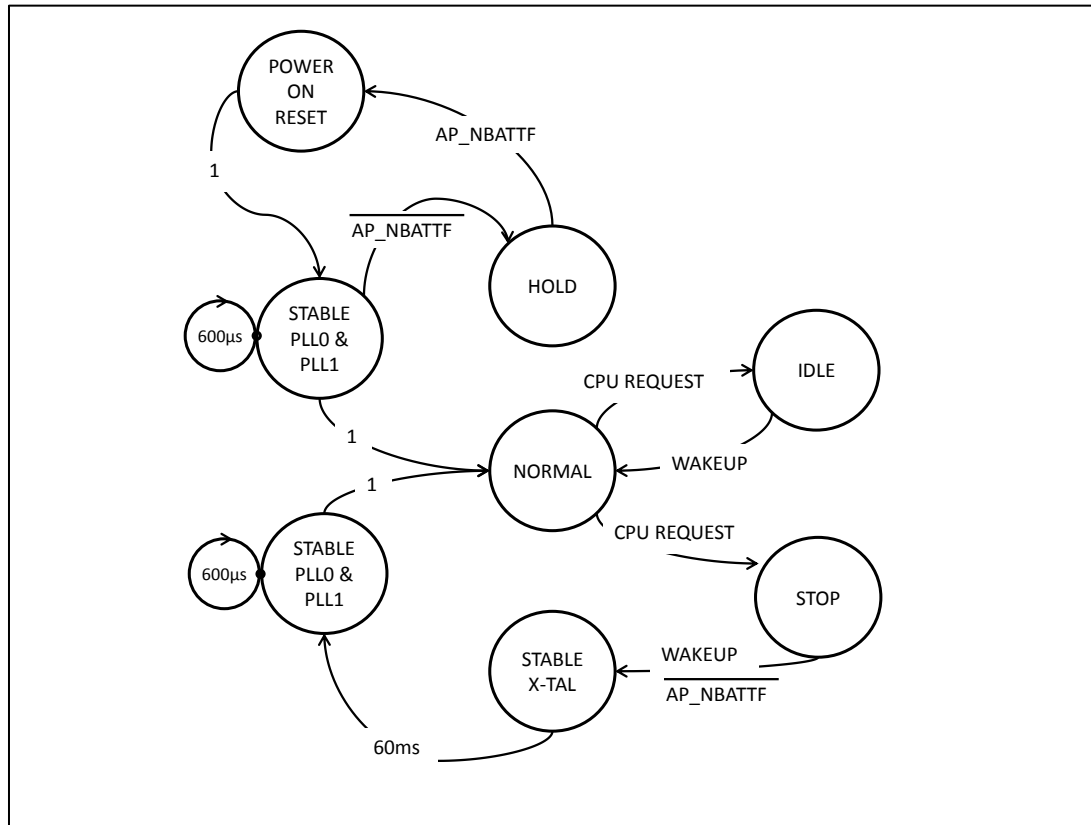 POWER
ON
RESET
AP_NBATTF
1
AP_NBATTF
HOLD
STABLE
PLL0 &
PLL1
600µs
IDLE
CPU REQUEST
1
WAKEUP
NORMAL
1
CPU REQUEST
STABLE
PLL0 &
PLL1
600µs
STOP
STABLE
X-TAL
WAKEUP
AP_NBATTF
60ms